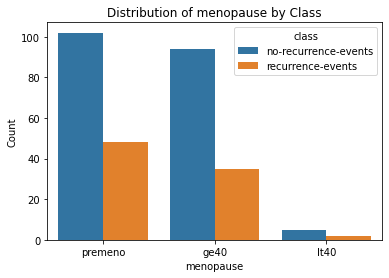 Distribution of menopause by Class
class
no-recurrence-events
recurrence-events
Count
100
80
60
40
20
0
premeno
ge40
lt40
menopause